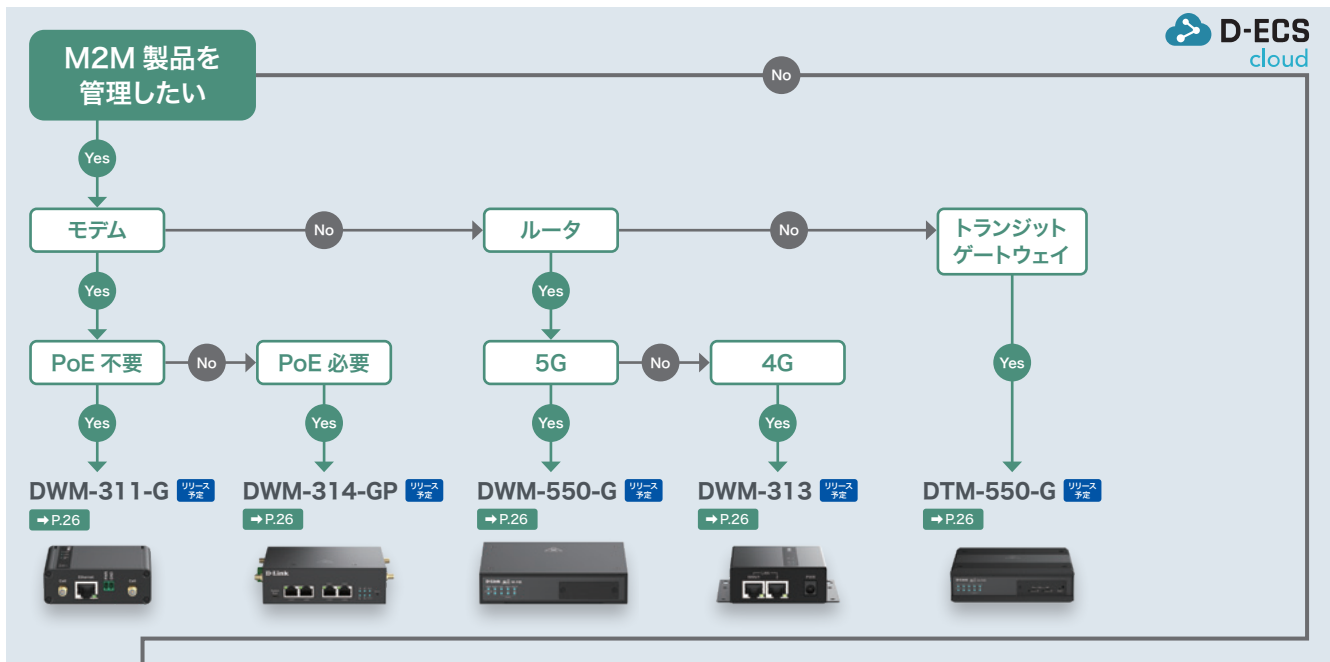 D-ECS
cloud
M2M 製品を
管理したい
No
Yes
モデム
No
ルータ
No
トランジット
ゲートウェイ
Yes
Yes
PoE 不要
No
PoE 必要
5G
No
4G
Yes
Yes
Yes
Yes
Yes
DWM-311-G リリース予定
DWM-314-GP リリース予定
DWM-550-G リリース予定
DWM-313 リリース予定
DTM-550-G リリース予定
➡P.26
➡P.26
➡P.26
➡P.26
➡P.26
Ethernet
D-Link